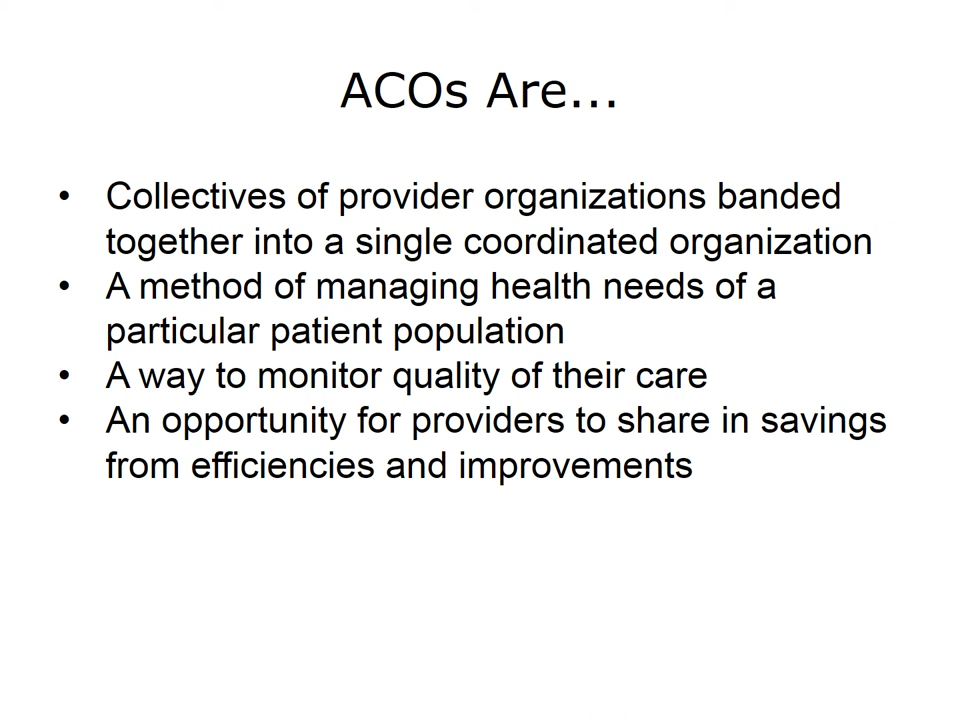 ACOs Are...
• Collectives of provider organizations banded
together into a single coordinated organization
• A method of managing health needs of a
particular patient population
• A way to monitor quality of their care
• An opportunity for providers to share in savings
from efficiencies and improvements